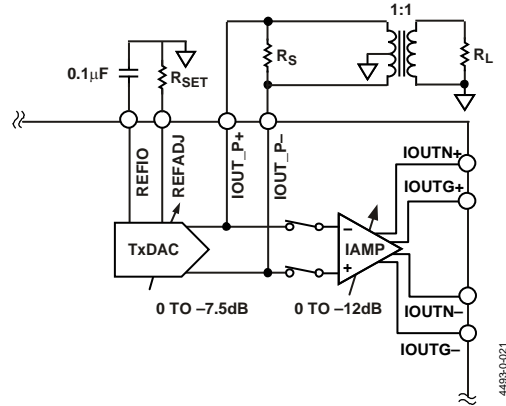 1:1
0.1µF
RSET
RS
RL
REFIO
REFADJ
IOUT_P+
IOUT_P–
IOUTN+
IOUTG+
TxDAC
–
IAMP
+
0 TO –7.5dB
0 TO –12dB
IOUTN–
IOUTG–
4493-0-021